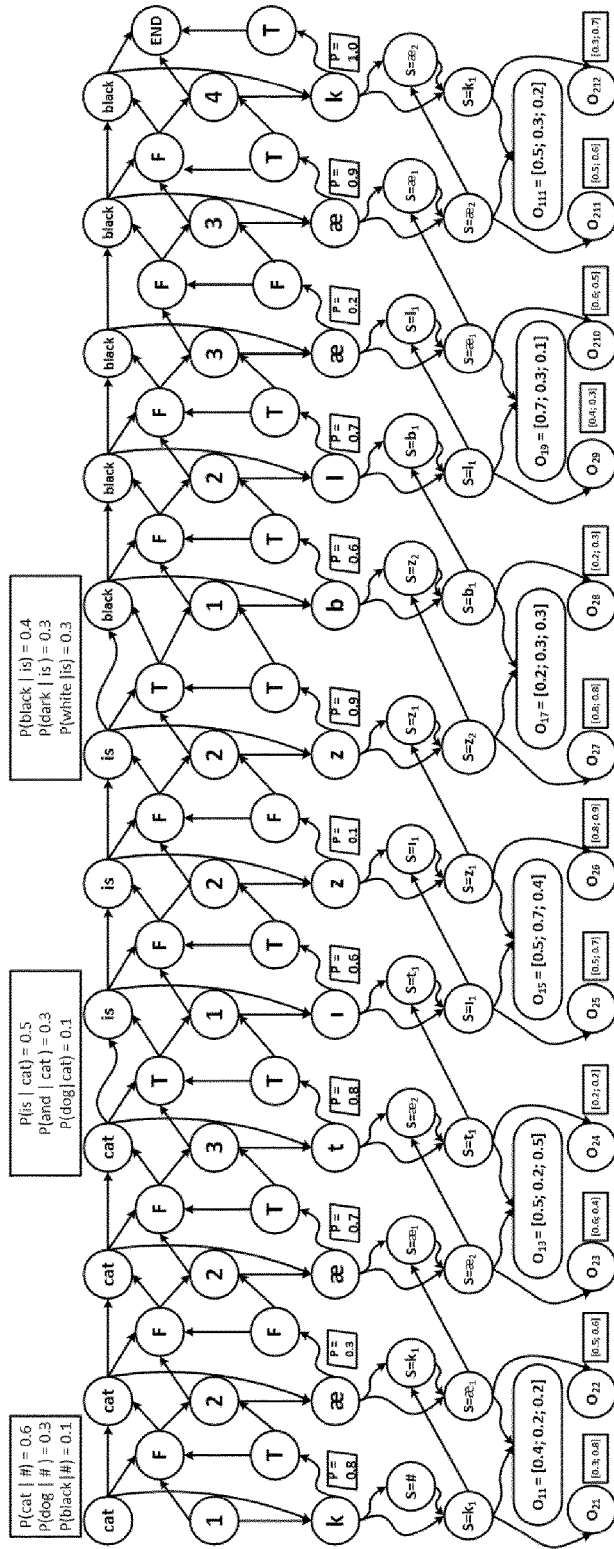 P(cat | #) = 0.6
P(dog | #) = 0.3
P(black | #) = 0.1
P(is | cat) = 0.5
P(and | cat) = 0.3
P(dog| cat) = 0.1
P(black | is) = 0.4
P(dark | is) = 0.3
P(white |is) = 0.3
cat cat cat cat is is is black black black black black END
F F F T F F T F F F F
1 2 2 3 1 2 2 1 2 3 3 4
T F T T T F T T T F T T
k æ æ t ı z z b l æ æ k
P = 0.8 P = 0.3 P = 0.7 P = 0.8 P = 0.6 P = 0.1 P = 0.9 P = 0.6 P = 0.7 P = 0.2 P = 0.9 P = 1.0
S=# S=k₁ S=æ₁ S=æ₂ S=t₁ S=ı₁ S=z₁ S=z₂ S=b₁ S=l₁ S=æ₁ S=æ₂
S=k₁ S=æ₁ S=æ₂ S=t₁ S=ı₁ S=z₁ S=z₂ S=b₁ S=l₁ S=æ₁ S=æ₂ S=k₁
O₁₁ = [0.4; 0.2; 0.2] O₁₃ = [0.5; 0.2; 0.5] O₁₅ = [0.5; 0.7; 0.4] O₁₇ = [0.2; 0.3; 0.3] O₁₉ = [0.7; 0.3; 0.1] O₁₁₁ = [0.5; 0.3; 0.2]
O₂₁ O₂₂ O₂₃ O₂₄ O₂₅ O₂₆ O₂₇ O₂₈ O₂₉ O₂₁₀ O₂₁₁ O₂₁₂
[0.3; 0.8] [0.5; 0.6] [0.6; 0.4] [0.2; 0.2] [0.5; 0.7] [0.8; 0.9] [0.8; 0.8] [0.2; 0.3] [0.4; 0.3] [0.6; 0.5] [0.5; 0.6] [0.3; 0.7]